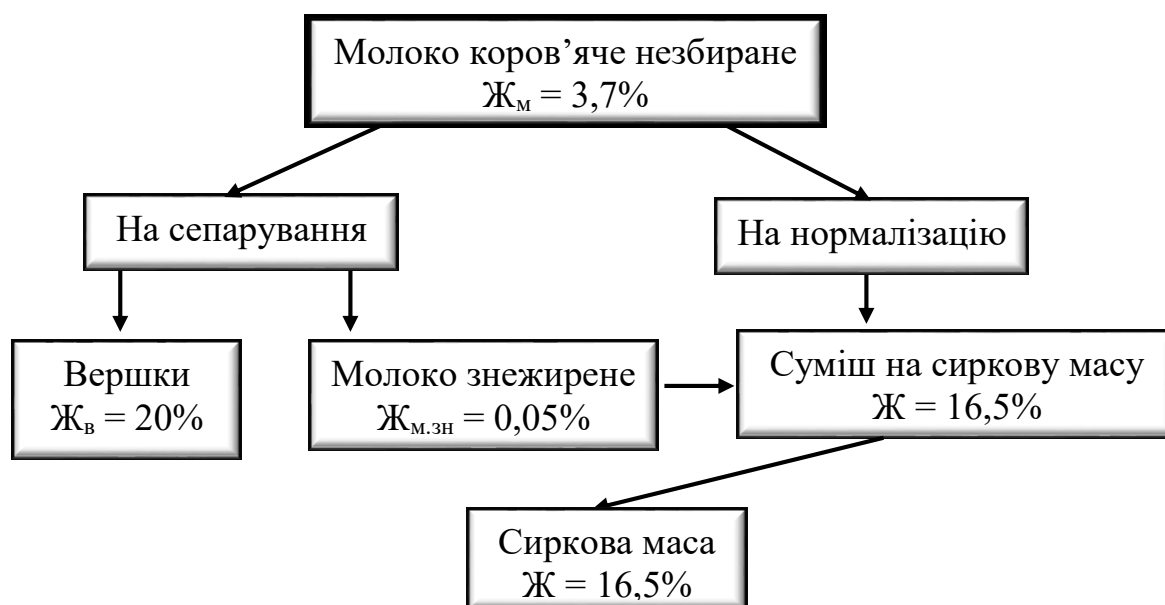 Молоко коров’яче незбиране
Жм = 3,7%
На сепарування
На нормалізацію
Вершки
Жв = 20%
Молоко знежирене
Жм.зн = 0,05%
Суміш на сиркову масу
Ж = 16,5%
Сиркова маса
Ж = 16,5%